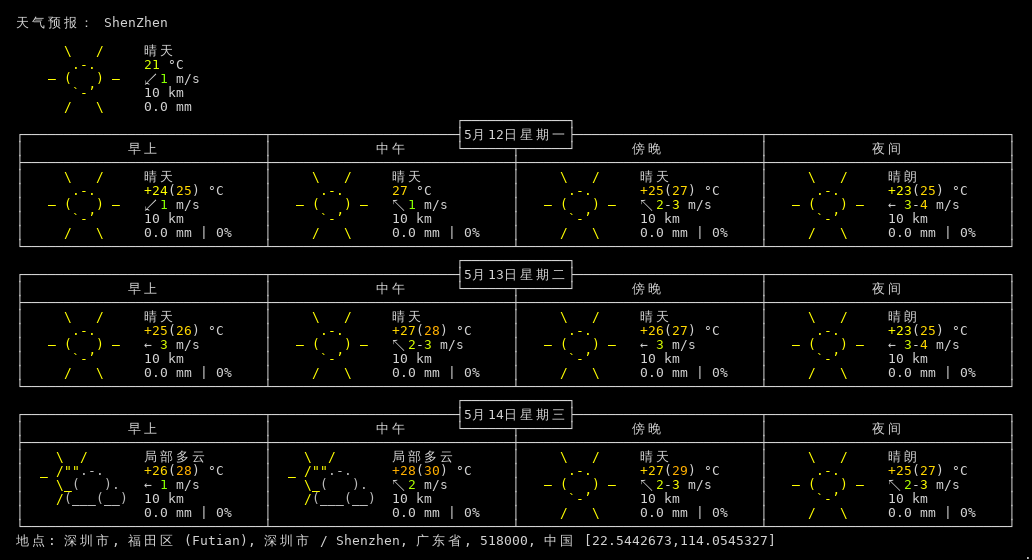 天气预报： ShenZhen
晴天
21 °C
↙ 1 m/s
10 km
0.0 mm
5月12日星期一
早上 中午 傍晚 夜间
晴天 晴天 晴天 晴朗
+24(25) °C 27 °C +25(27) °C +23(25) °C
↙ 1 m/s ↖ 1 m/s ↖ 2-3 m/s ← 3-4 m/s
10 km 10 km 10 km 10 km
0.0 mm | 0% 0.0 mm | 0% 0.0 mm | 0% 0.0 mm | 0%
5月13日星期二
早上 中午 傍晚 夜间
晴天 晴天 晴天 晴朗
+25(26) °C +27(28) °C +26(27) °C +23(25) °C
← 3 m/s ↖ 2-3 m/s ← 3 m/s ← 3-4 m/s
10 km 10 km 10 km 10 km
0.0 mm | 0% 0.0 mm | 0% 0.0 mm | 0% 0.0 mm | 0%
5月14日星期三
早上 中午 傍晚 夜间
局部多云 局部多云 晴天 晴朗
+26(28) °C +28(30) °C +27(29) °C +25(27) °C
← 1 m/s ↖ 2 m/s ↖ 2-3 m/s ↖ 2-3 m/s
10 km 10 km 10 km 10 km
0.0 mm | 0% 0.0 mm | 0% 0.0 mm | 0% 0.0 mm | 0%
地点: 深圳市, 福田区 (Futian), 深圳市 / Shenzhen, 广东省, 518000, 中国 [22.5442673,114.0545327]